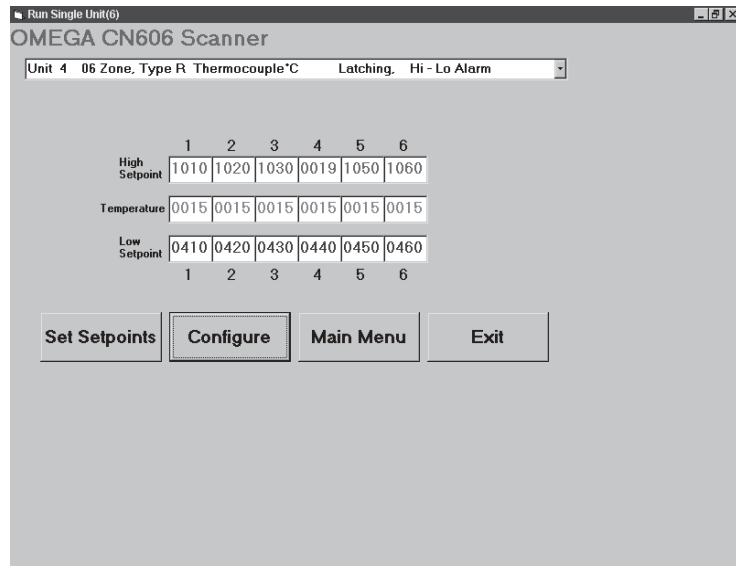 Run Single Unit(6)
OMEGA CN606 Scanner
Unit 4 06 Zone, Type R Thermocouple°C Latching, Hi - Lo Alarm
1 2 3 4 5 6
High Setpoint 1010 1020 1030 0019 1050 1060
Temperature 0015 0015 0015 0015 0015 0015
Low Setpoint 0410 0420 0430 0440 0450 0460
1 2 3 4 5 6
Set Setpoints Configure Main Menu Exit